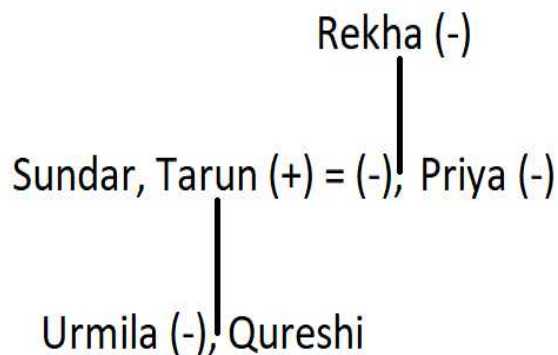 Rekha (-)
Sundar, Tarun (+) = (-), Priya (-)
Urmila (-), Qureshi